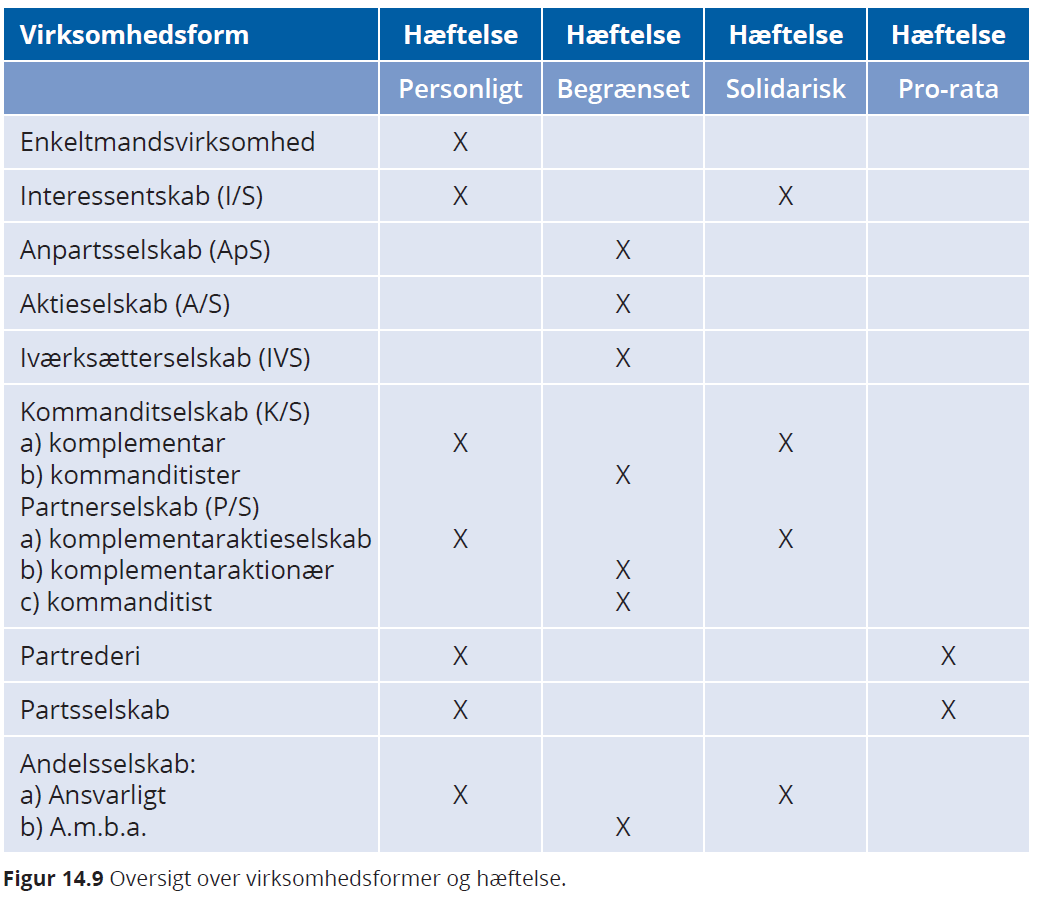 Virksomhedsform Hæftelse Hæftelse Hæftelse Hæftelse
Personligt Begrænset Solidarisk Pro-rata
Enkeltmandsvirksomhed X
Interessentskab (I/S) X X
Anpartsselskab (ApS) X
Aktieselskab (A/S) X
Iværksætterselskab (IVS) X
Kommanditselskab (K/S)
a) komplementar X X
b) kommanditister X
Partnerselskab (P/S)
a) komplementaraktieselskab X X
b) komplementaraktionær X
c) kommanditist X
Partrederi X X
Partsselskab X X
Andelsselskab:
a) Ansvarligt X X
b) A.m.b.a. X
Figur 14.9 Oversigt over virksomhedsformer og hæftelse.